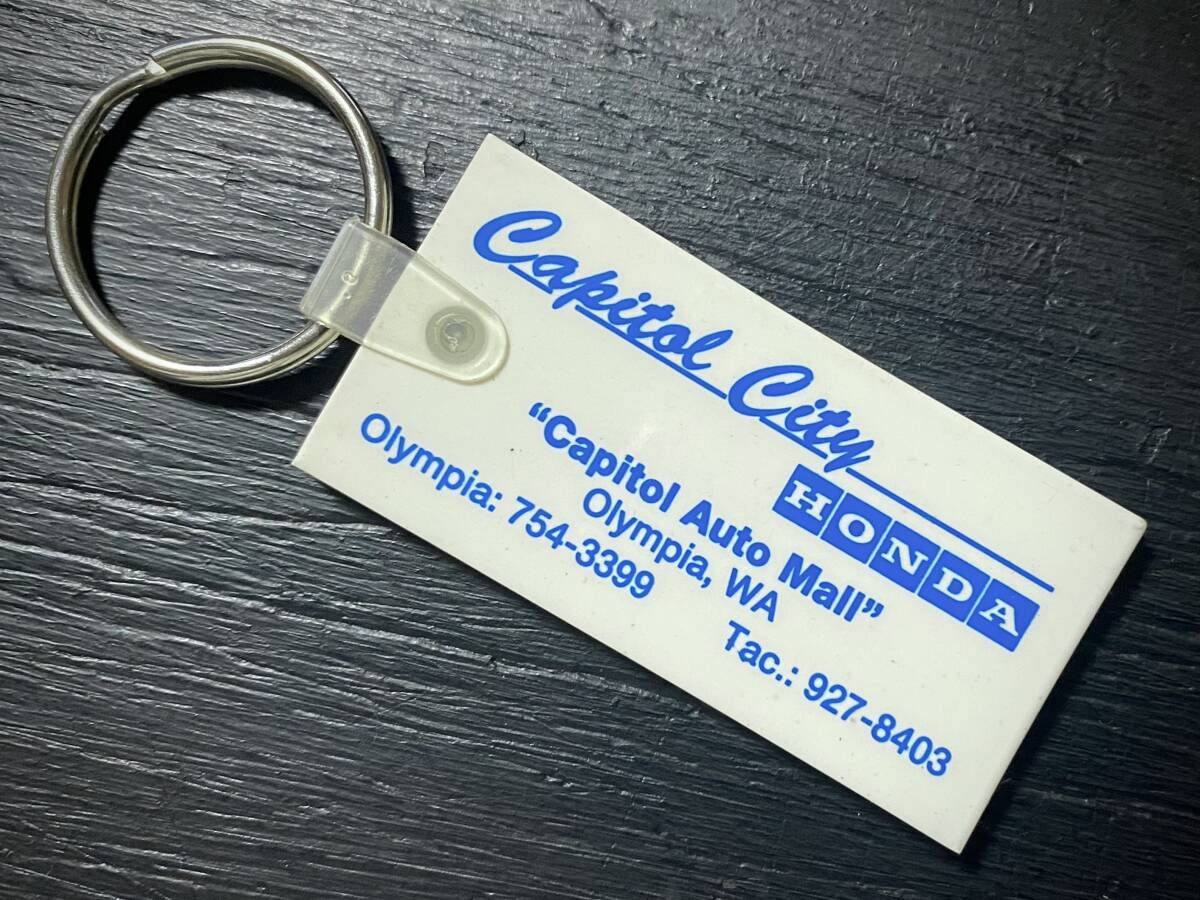 Capitol City
HONDA
“Capitol Auto Mall”
Olympia, WA
Olympia: 754-3399
Tac.: 927-8403